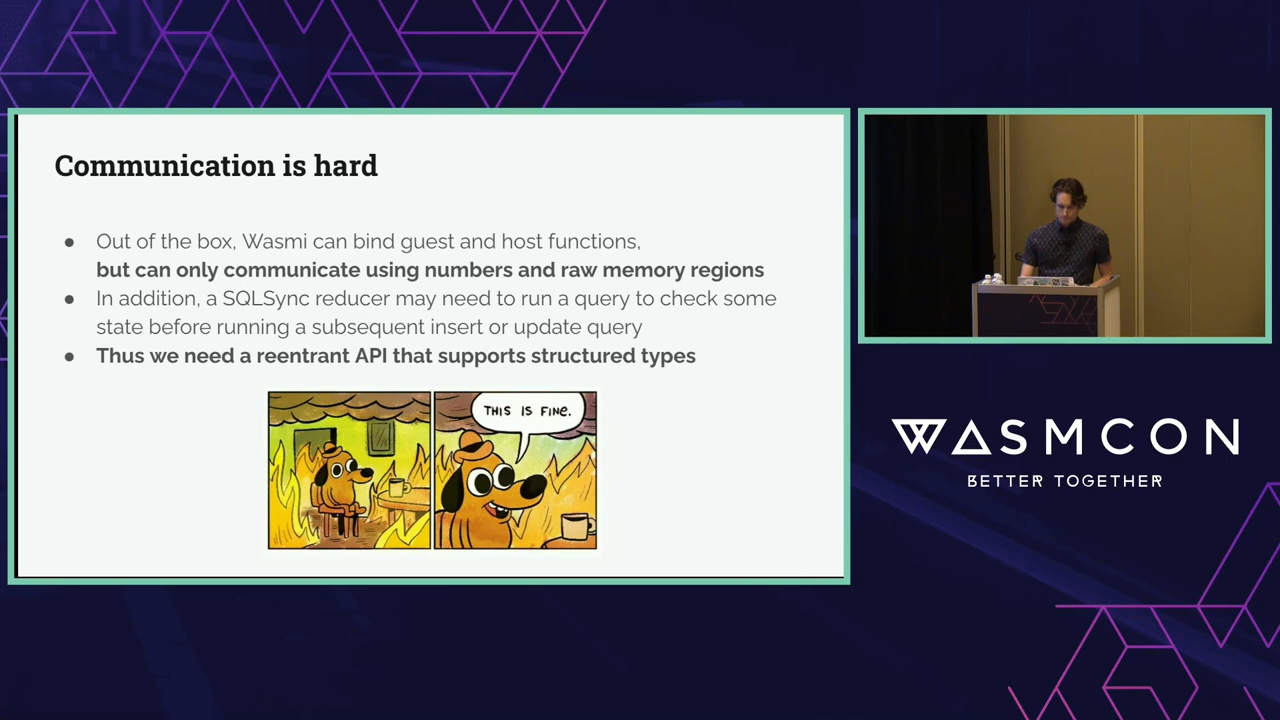 Communication is hard
● Out of the box, Wasmi can bind guest and host functions,
but can only communicate using numbers and raw memory regions
● In addition, a SQLSync reducer may need to run a query to check some
state before running a subsequent insert or update query
● Thus we need a reentrant API that supports structured types
THIS IS FINE.
WASMCON
BETTER TOGETHER